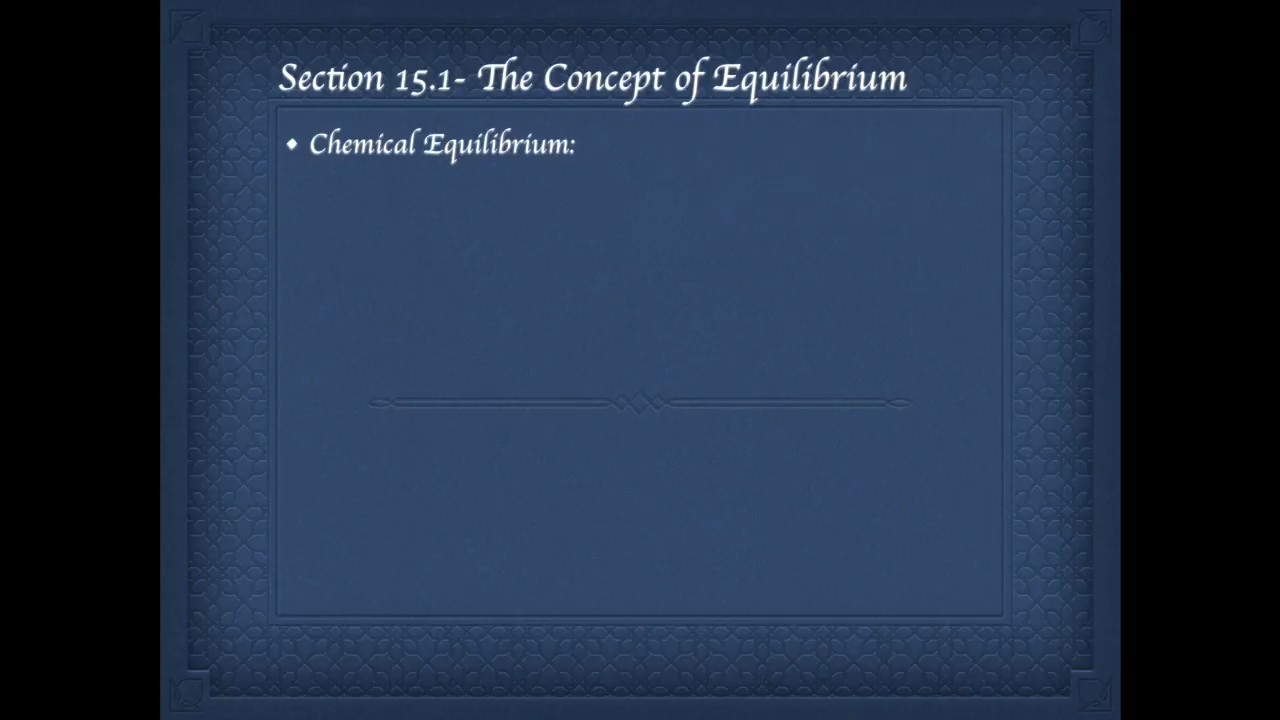 Section 15.1- The Concept of Equilibrium
• Chemical Equilibrium: